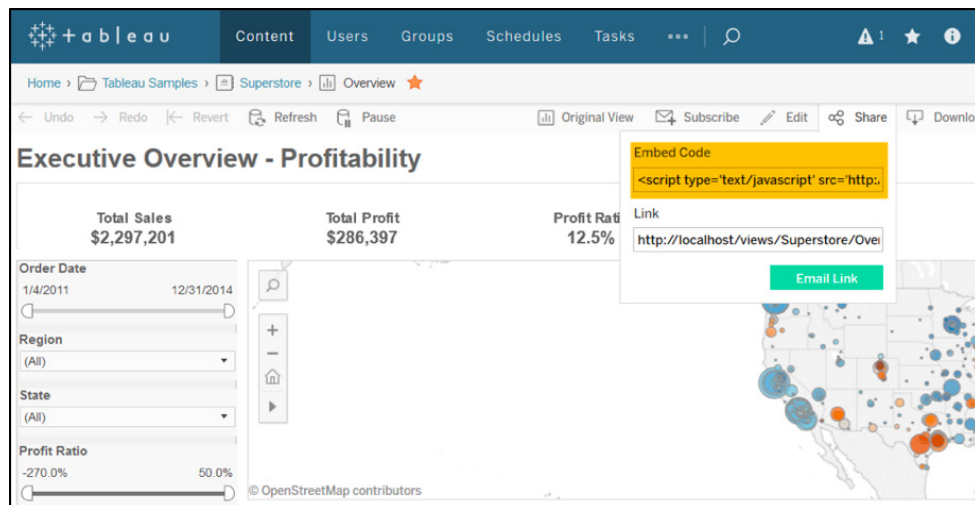 + a b | e a u Content Users Groups Schedules Tasks ••• 1
Home › Tableau Samples › Superstore › Overview
← Undo → Redo Revert Refresh Pause Original View Subscribe Edit Share Downlo
Executive Overview - Profitability
Embed Code
<script type='text/javascript' src='http:/
Total Sales Total Profit Profit Rati
$2,297,201 $286,397 12.5%
Link
http://localhost/views/Superstore/Over
Email Link
Order Date
1/4/2011 12/31/2014
Region
(All)
State
(All)
Profit Ratio
-270.0% 50.0%
© OpenStreetMap contributors